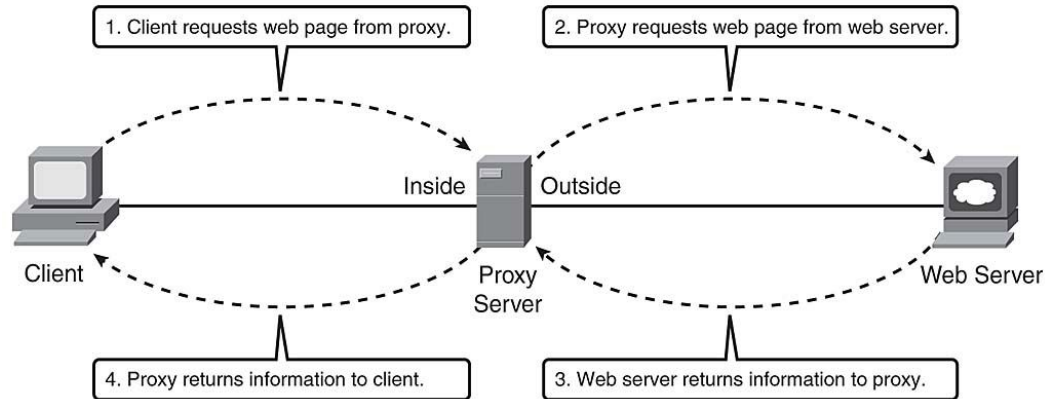 1. Client requests web page from proxy.
2. Proxy requests web page from web server.
Inside
Outside
Client
Proxy
Server
Web Server
4. Proxy returns information to client.
3. Web server returns information to proxy.